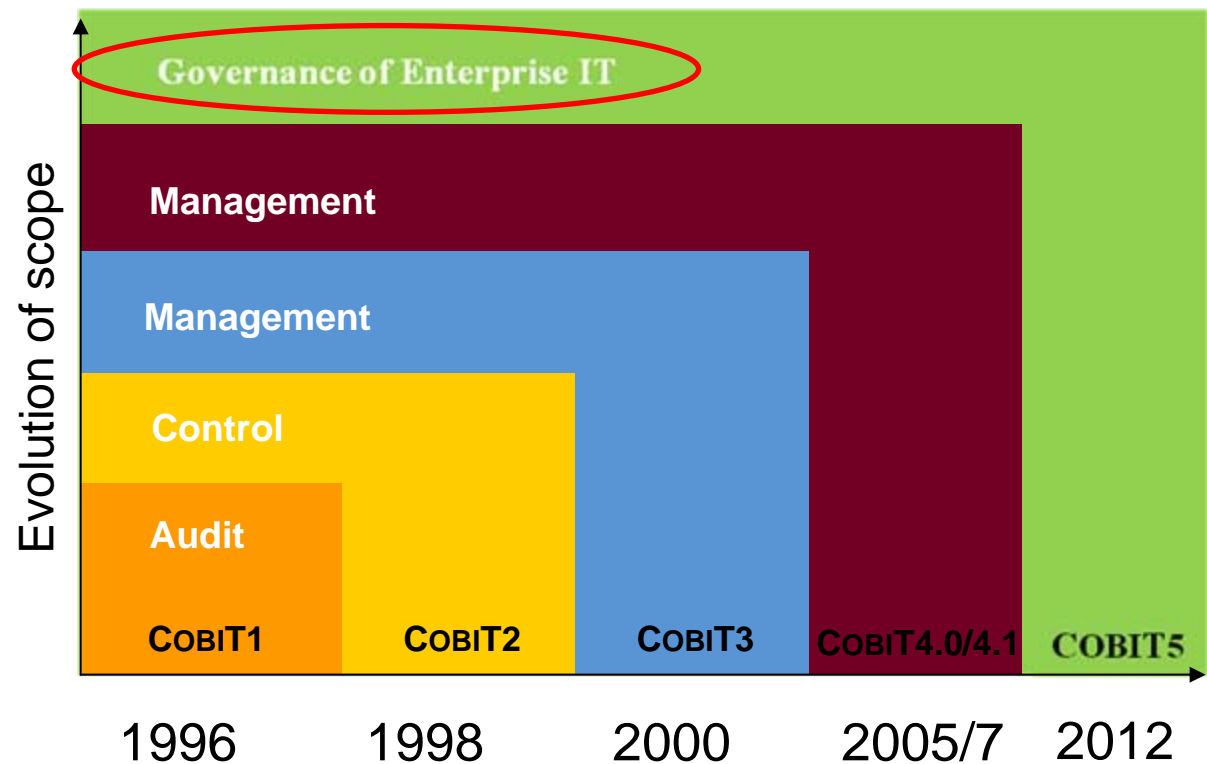 Governance of Enterprise IT
Management
Management
Control
Audit
COBIT1 COBIT2 COBIT3 COBIT4.0/4.1 COBIT5
1996 1998 2000 2005/7 2012
Evolution of scope